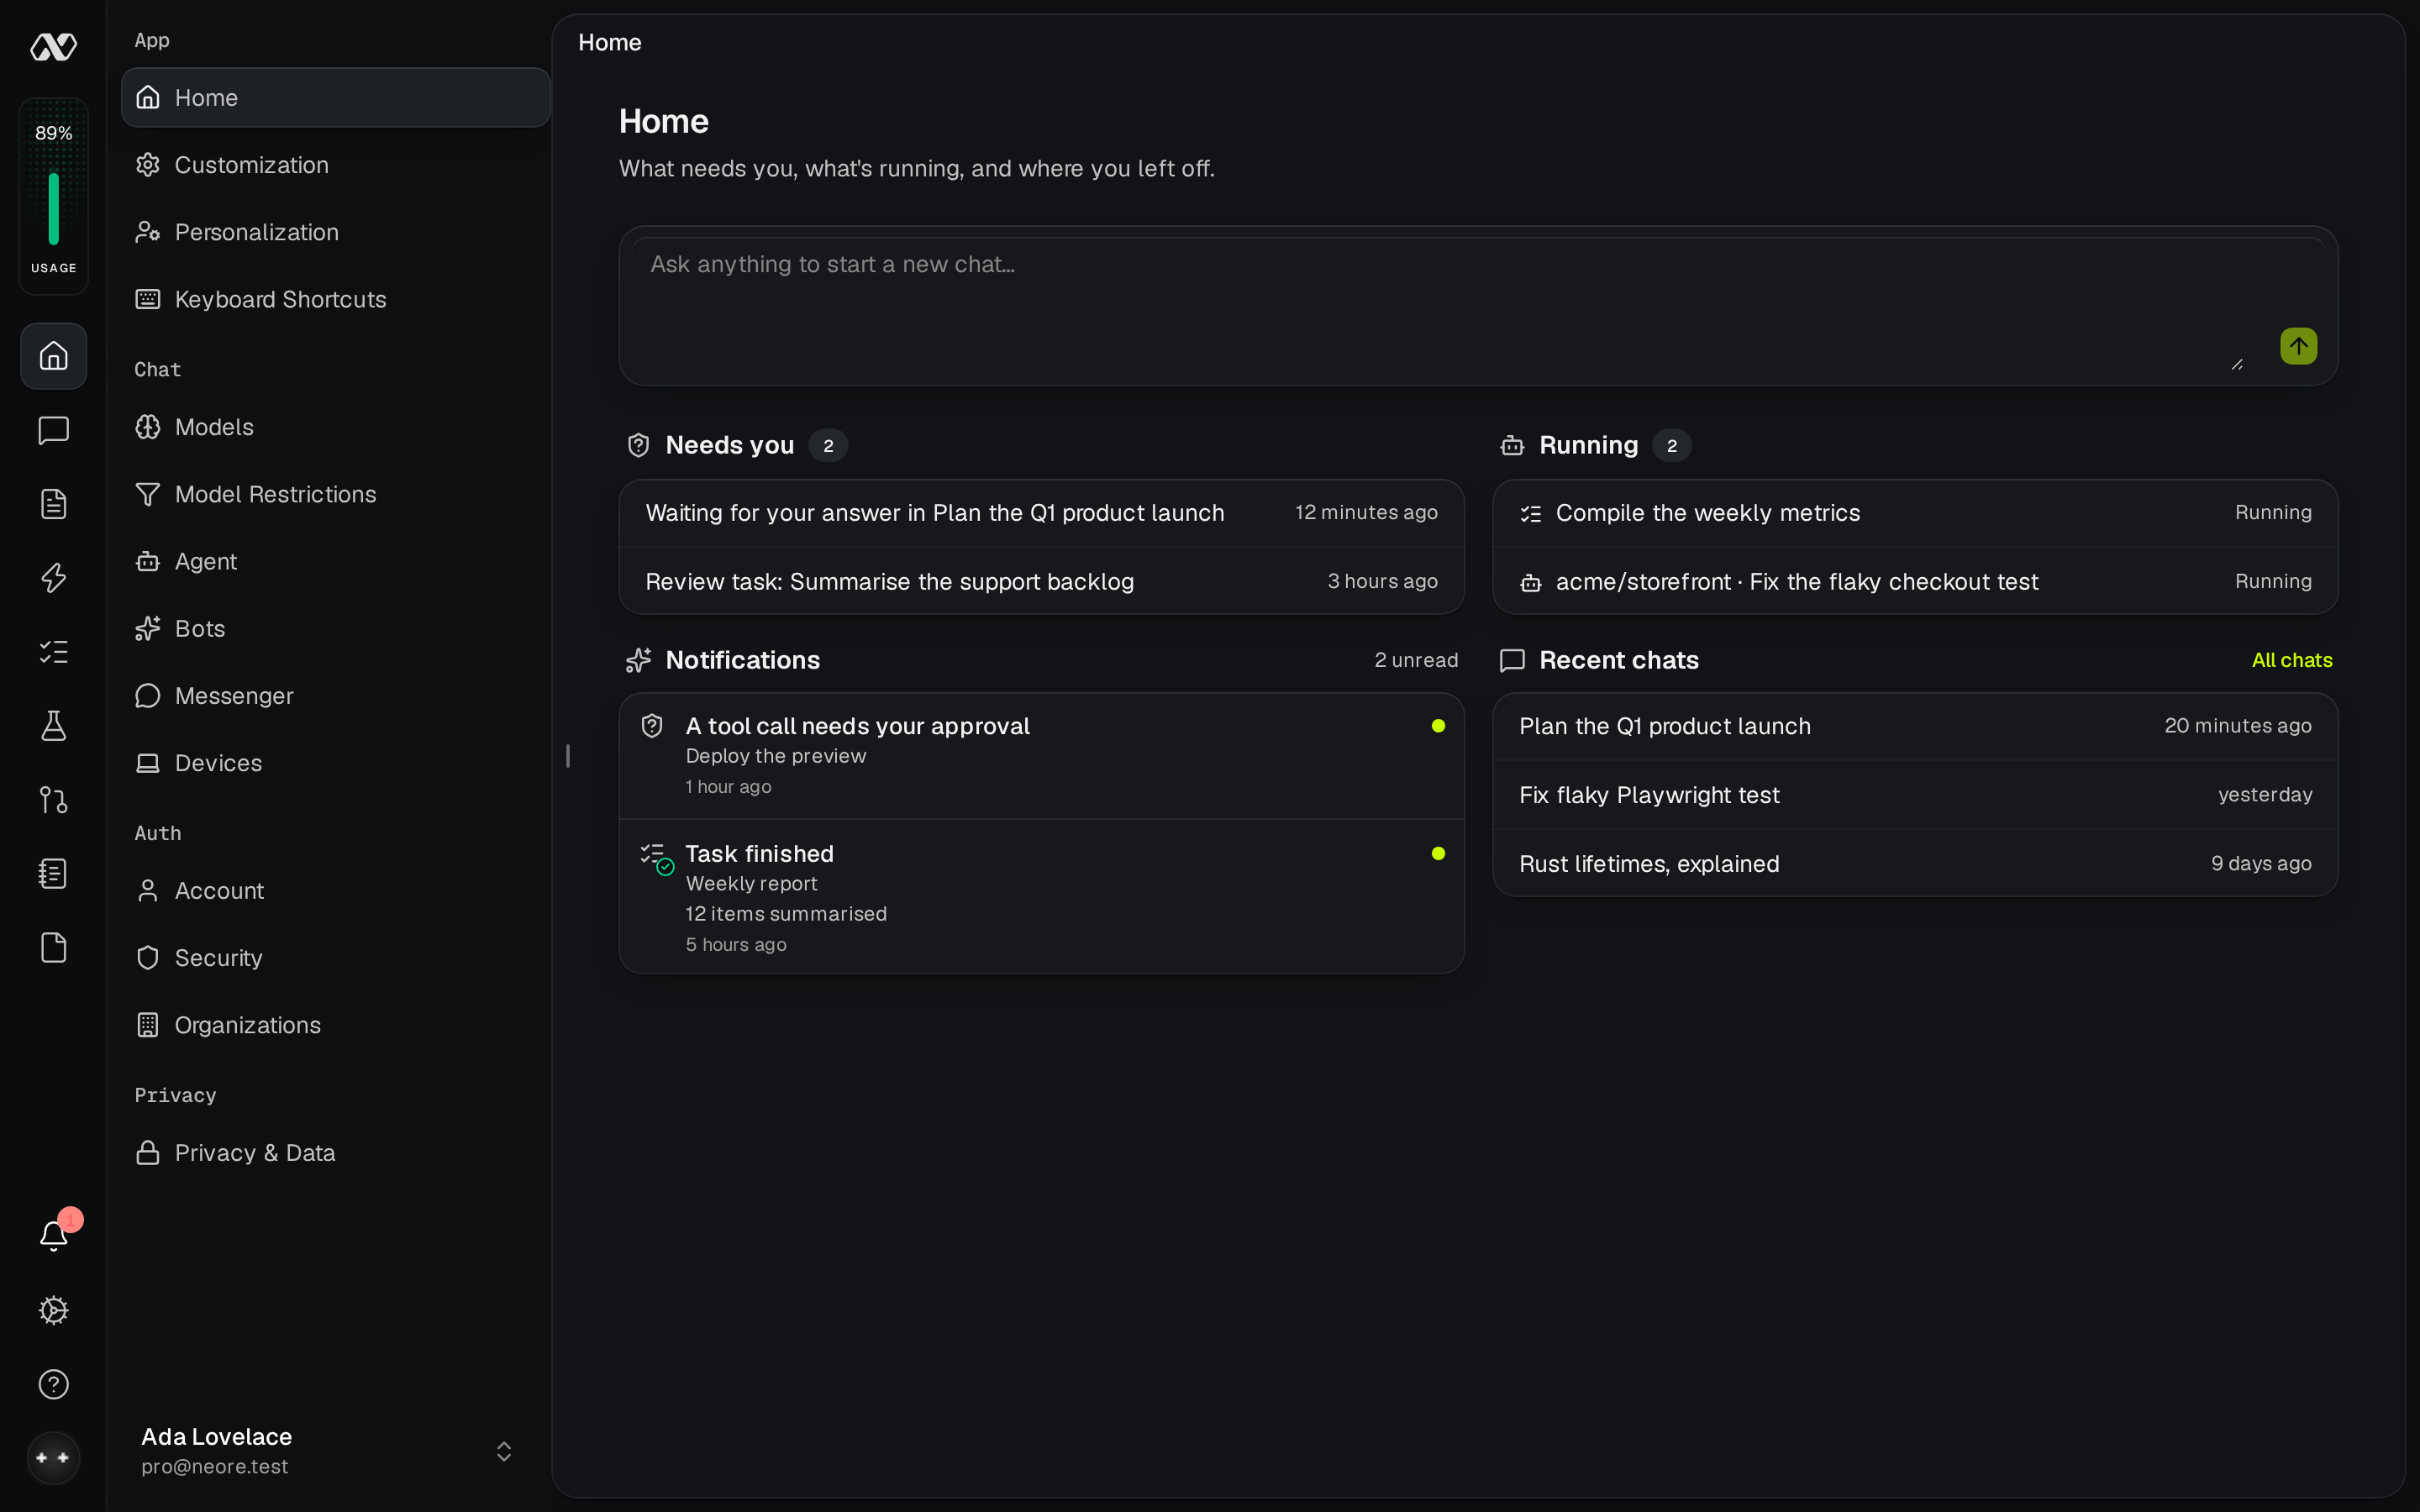 89%
USAGE
App
Home
Customization
Personalization
Keyboard Shortcuts
Chat
Models
Model Restrictions
Agent
Bots
Messenger
Devices
Auth
Account
Security
Organizations
Privacy
Privacy & Data
1
Ada Lovelace
pro@neore.test
Home
Home
What needs you, what's running, and where you left off.
Ask anything to start a new chat...
Needs you 2
Waiting for your answer in Plan the Q1 product launch 12 minutes ago
Review task: Summarise the support backlog 3 hours ago
Running 2
Compile the weekly metrics Running
acme/storefront · Fix the flaky checkout test Running
Notifications 2 unread
A tool call needs your approval
Deploy the preview
1 hour ago
Task finished
Weekly report
12 items summarised
5 hours ago
Recent chats All chats
Plan the Q1 product launch 20 minutes ago
Fix flaky Playwright test yesterday
Rust lifetimes, explained 9 days ago